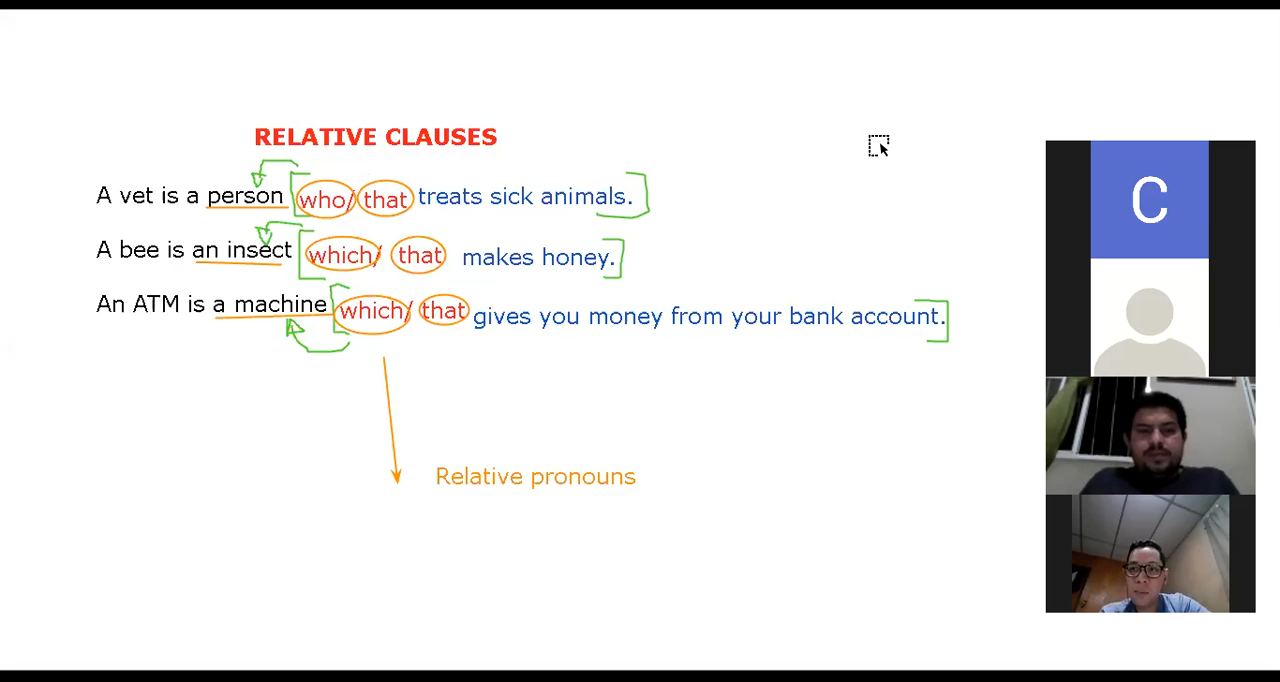 RELATIVE CLAUSES
A vet is a person who/ that treats sick animals.
A bee is an insect which/ that makes honey.
An ATM is a machine which/ that gives you money from your bank account.
Relative pronouns
C